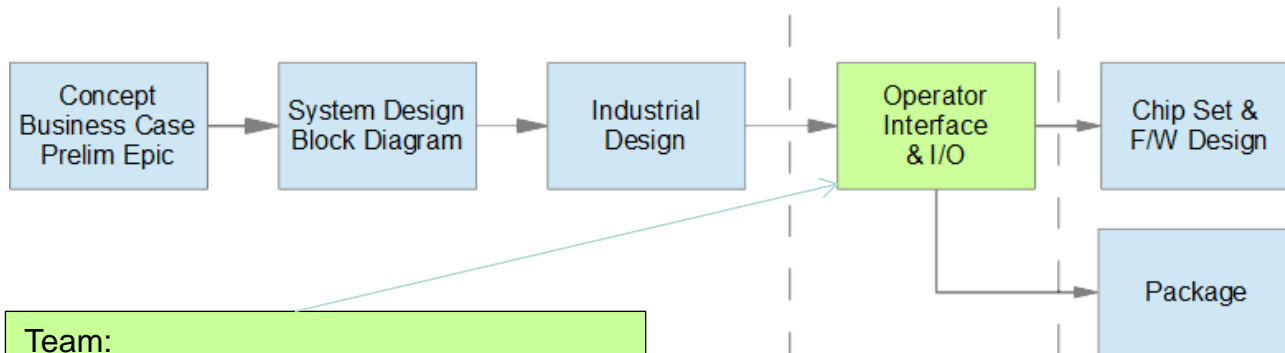 Concept
Business Case
Prelim Epic
System Design
Block Diagram
Industrial
Design
Operator
Interface
& I/O
Chip Set &
F/W Design
Package
Team: